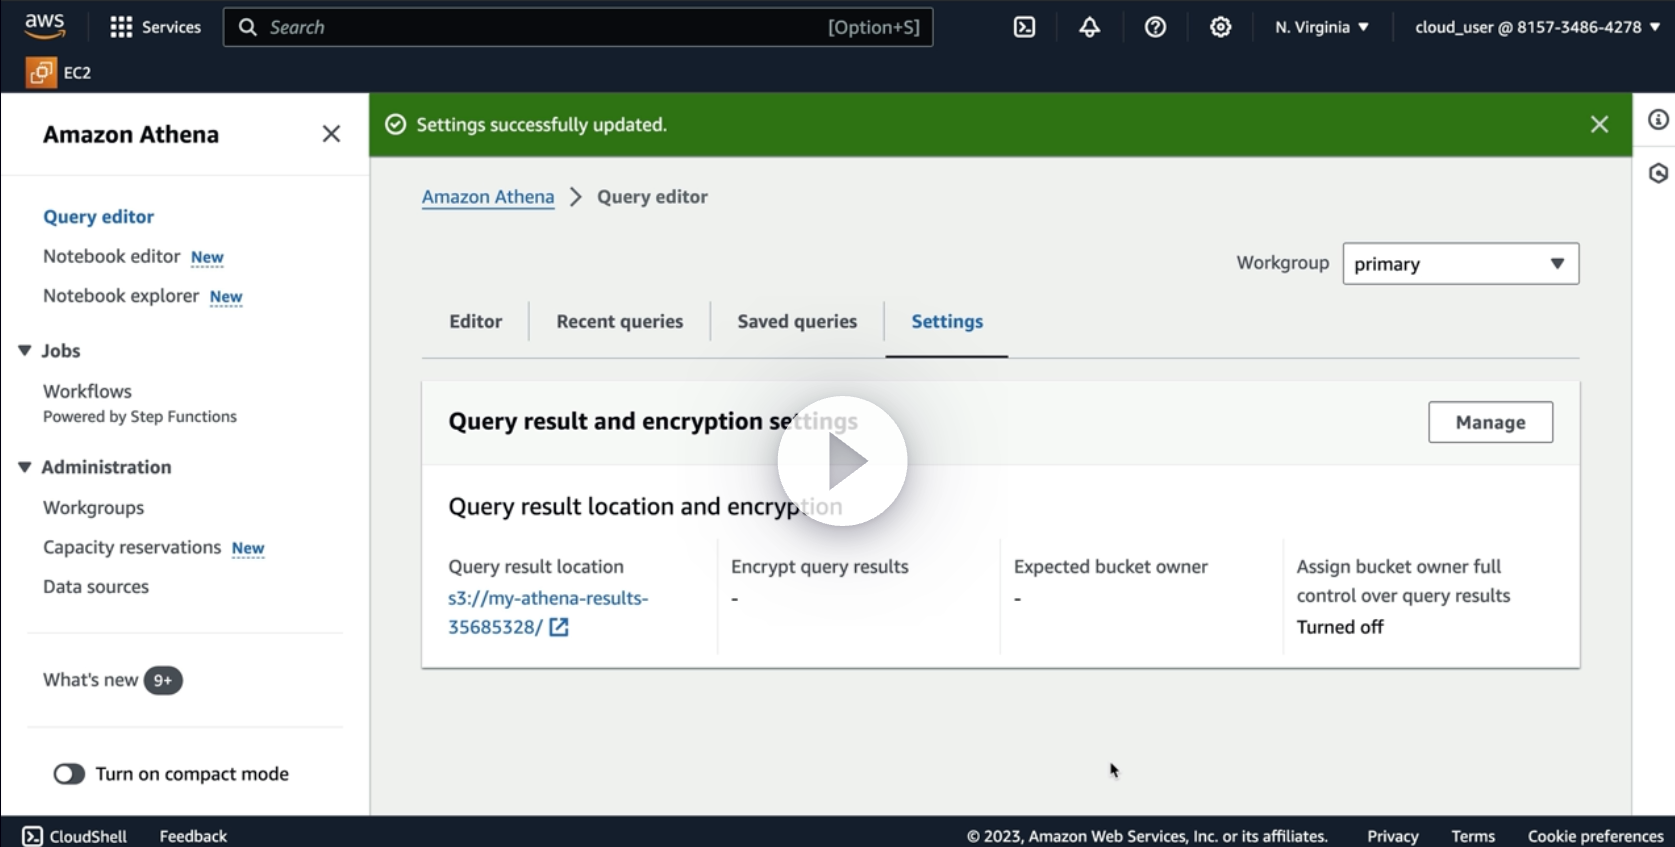 aws
Services
Search
[Option+S]
N. Virginia
cloud_user @ 8157-3486-4278
EC2
Amazon Athena
Query editor
Notebook editor New
Notebook explorer New
Jobs
Workflows
Powered by Step Functions
Administration
Workgroups
Capacity reservations New
Data sources
What's new 9+
Turn on compact mode
Settings successfully updated.
Amazon Athena > Query editor
Workgroup primary
Editor
Recent queries
Saved queries
Settings
Query result and encryption settings
Manage
Query result location and encryption
Query result location
s3://my-athena-results-
35685328/
Encrypt query results
-
Expected bucket owner
-
Assign bucket owner full
control over query results
Turned off
CloudShell
Feedback
© 2023, Amazon Web Services, Inc. or its affiliates.
Privacy
Terms
Cookie preferences